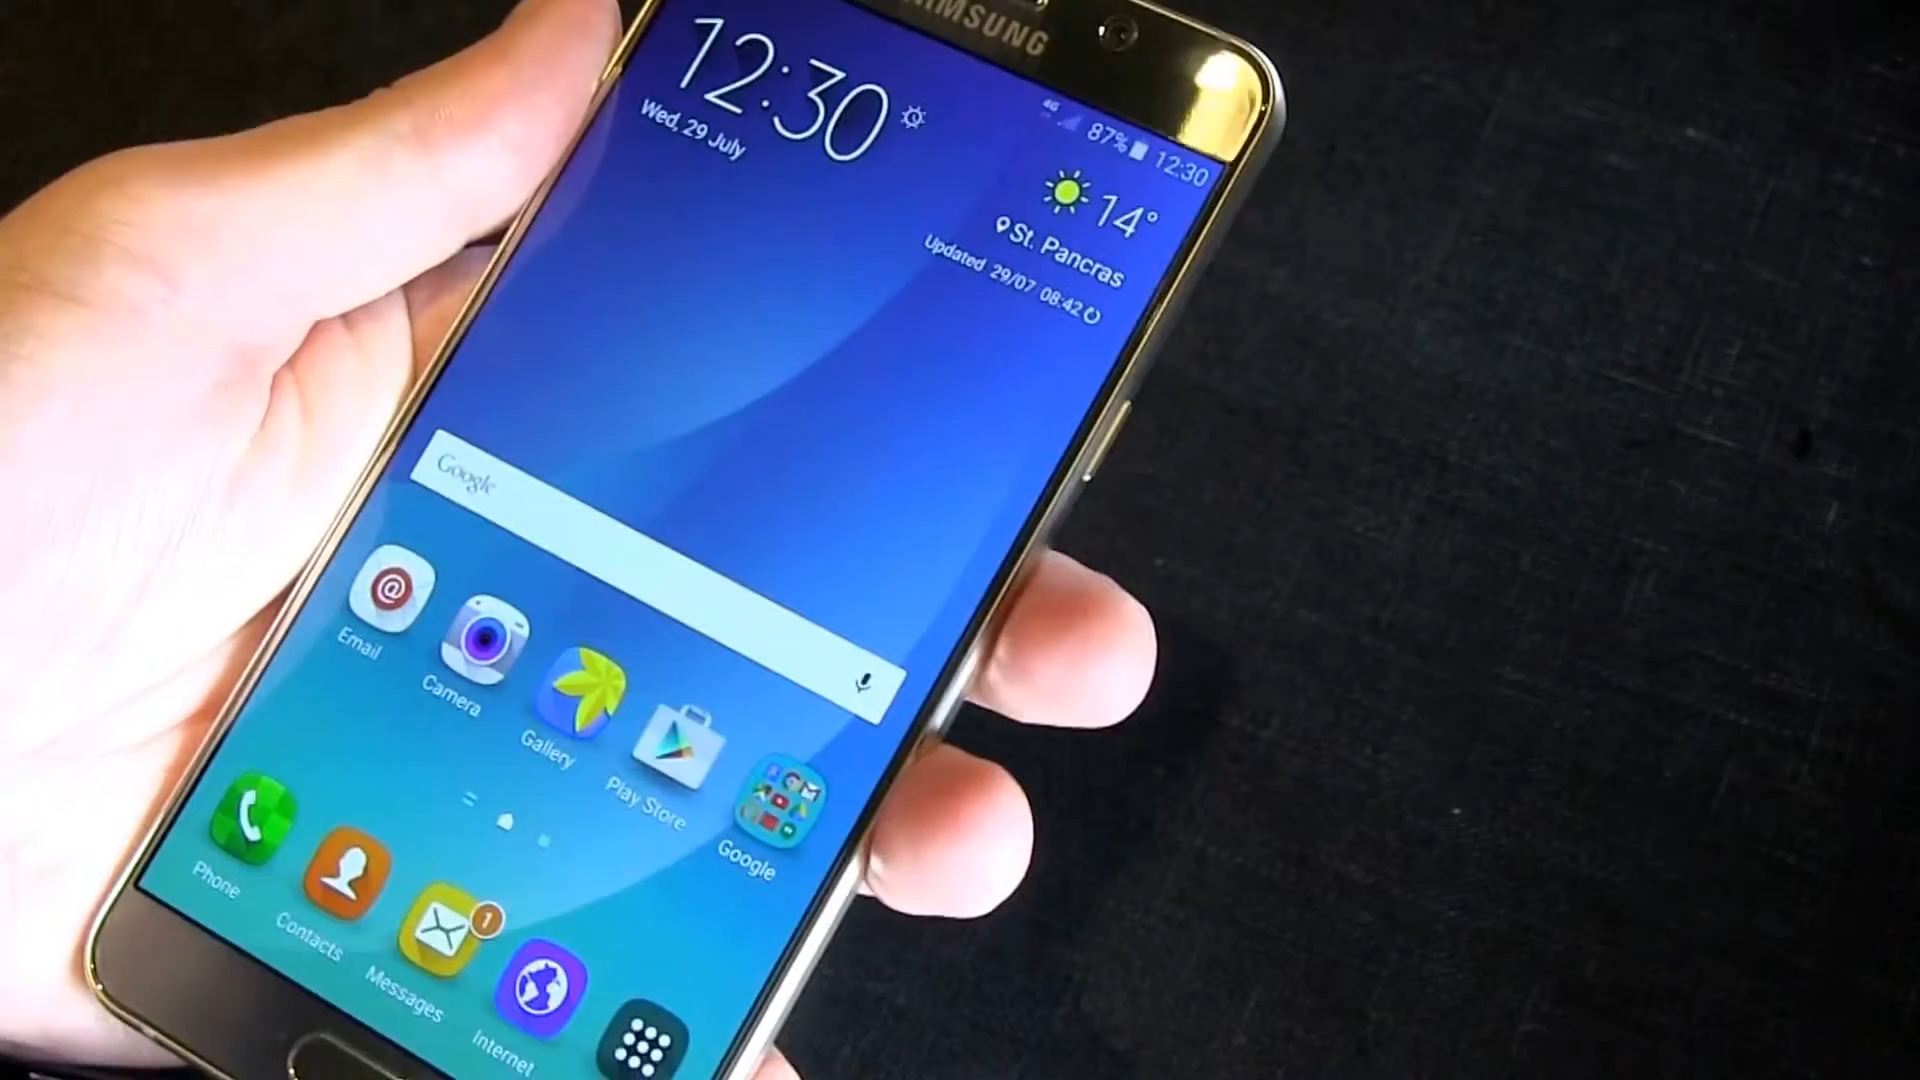 SAMSUNG
4G 87% 12:30
12:30
Wed, 29 July
14°
St. Pancras
Updated 29/07 08:42
Google
Email
Camera
Gallery
Play Store
Google
Phone
Contacts
1
Messages
Internet